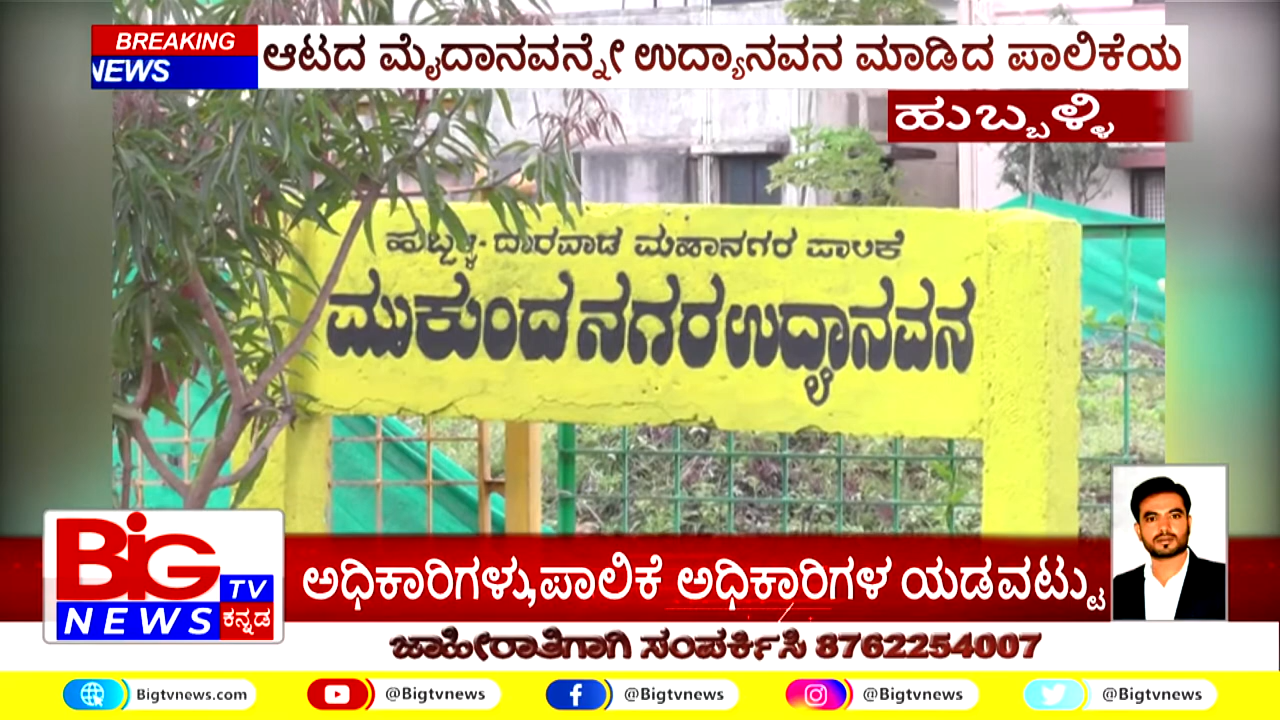 BREAKING
NEWS
ಆಟದ ಮೈದಾನವನ್ನೇ ಉದ್ಯಾನವನ ಮಾಡಿದ ಪಾಲಿಕೆಯ
ಹುಬ್ಬಳ್ಳಿ
ಹುಬ್ಬಳ್ಳಿ- ದಾರವಾಡ ಮಹಾನಗರ ಪಾಲಿಕೆ
ಮುಕುಂದ ನಗರ ಉದ್ಯಾನವನ
BIG
TV
NEWS ಕನ್ನಡ
ಅಧಿಕಾರಿಗಳು,ಪಾಲಿಕೆ ಅಧಿಕಾರಿಗಳ ಯಡವಟ್ಟು
ಜಾಹೀರಾತಿಗಾಗಿ ಸಂಪರ್ಕಿಸಿ 8762254007
Bigtvnews.com @Bigtvnews @Bigtvnews @Bigtvnews @Bigtvnews